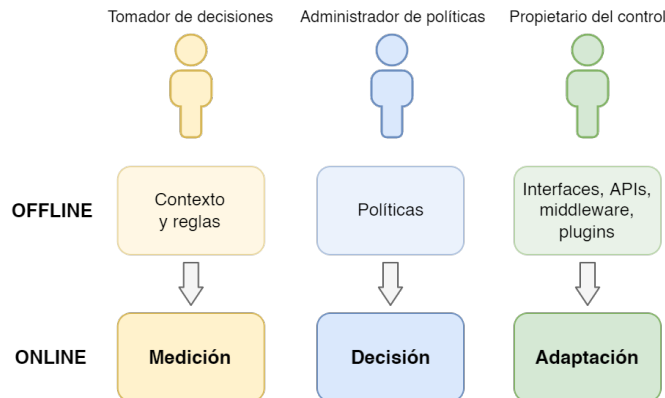 Tomador de decisiones
Administrador de políticas
Propietario del control
OFFLINE
Contexto
y reglas
Políticas
Interfaces, APIs,
middleware,
plugins
ONLINE
Medición
Decisión
Adaptación